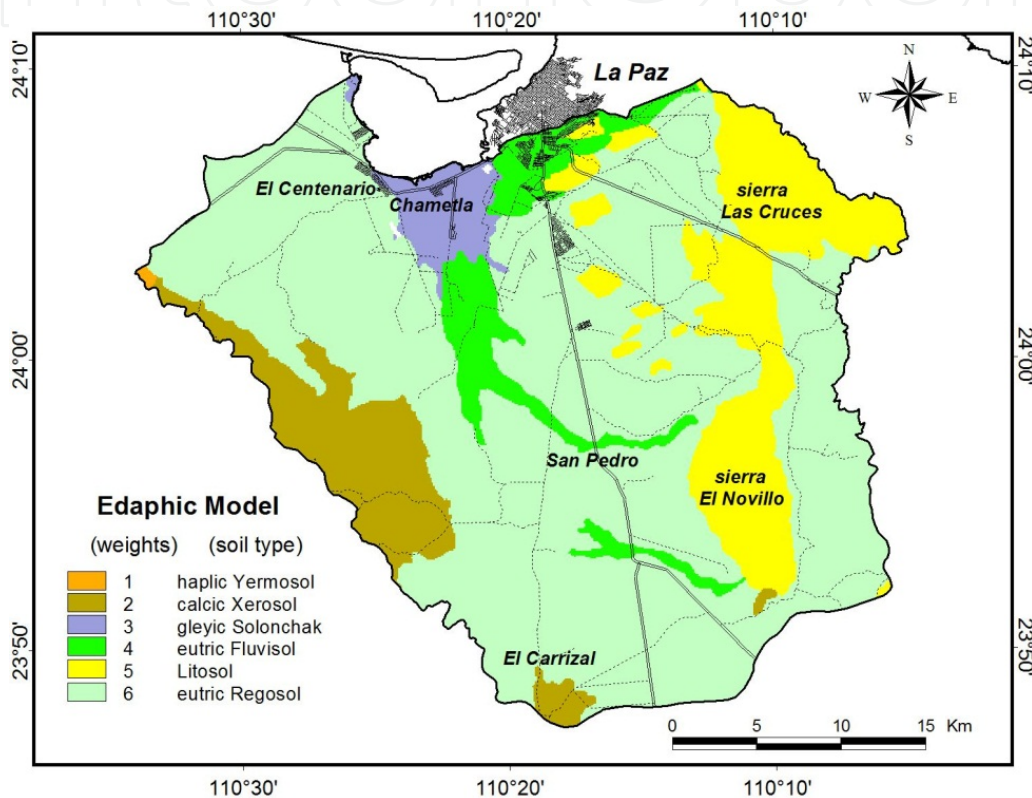 110°30' 110°20' 110°10'
24°10' 24°10'
La Paz
N
W E
S
El Centenario
Chametla
sierra
Las Cruces
24°00' 24°00'
San Pedro
sierra
El Novillo
Edaphic Model
(weights) (soil type)
1 haplic Yermosol
2 calcic Xerosol
3 gleyic Solonchak
4 eutric Fluvisol
5 Litosol
6 eutric Regosol
23°50' 23°50'
El Carrizal
0 5 10 15 Km
110°30' 110°20' 110°10'